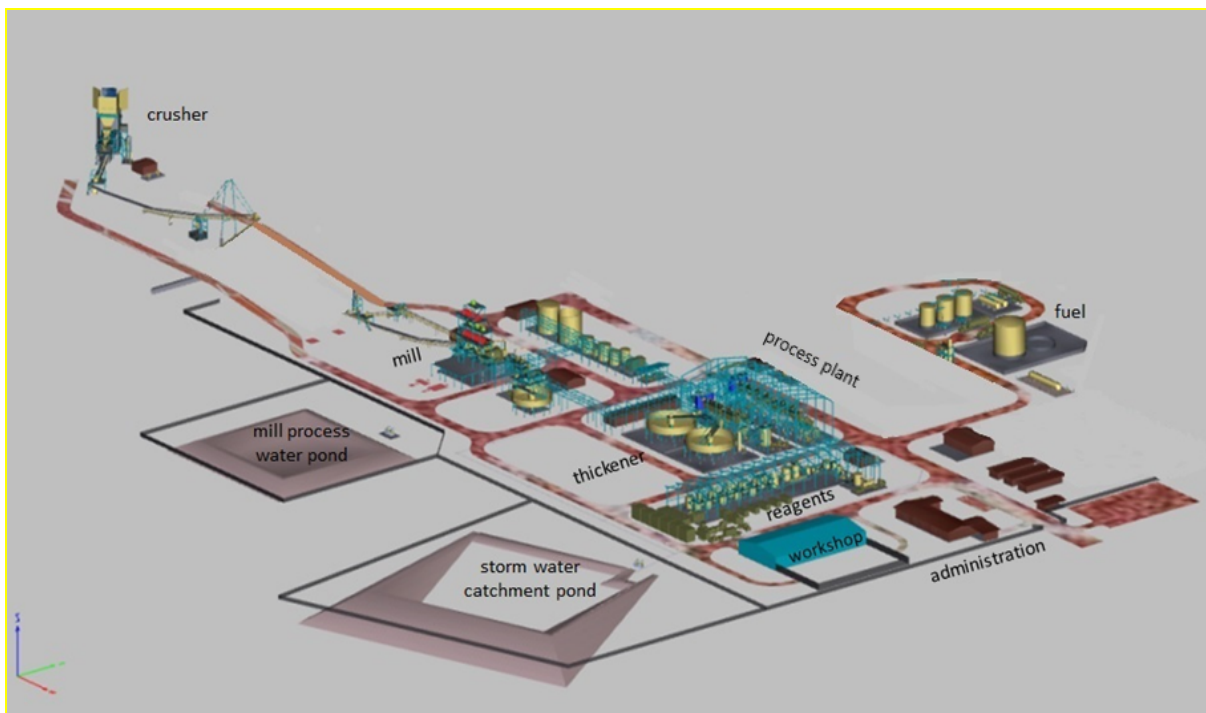 crusher
fuel
process plant
mill
mill process
water pond
thickener
reagents
workshop
storm water
catchment pond
administration